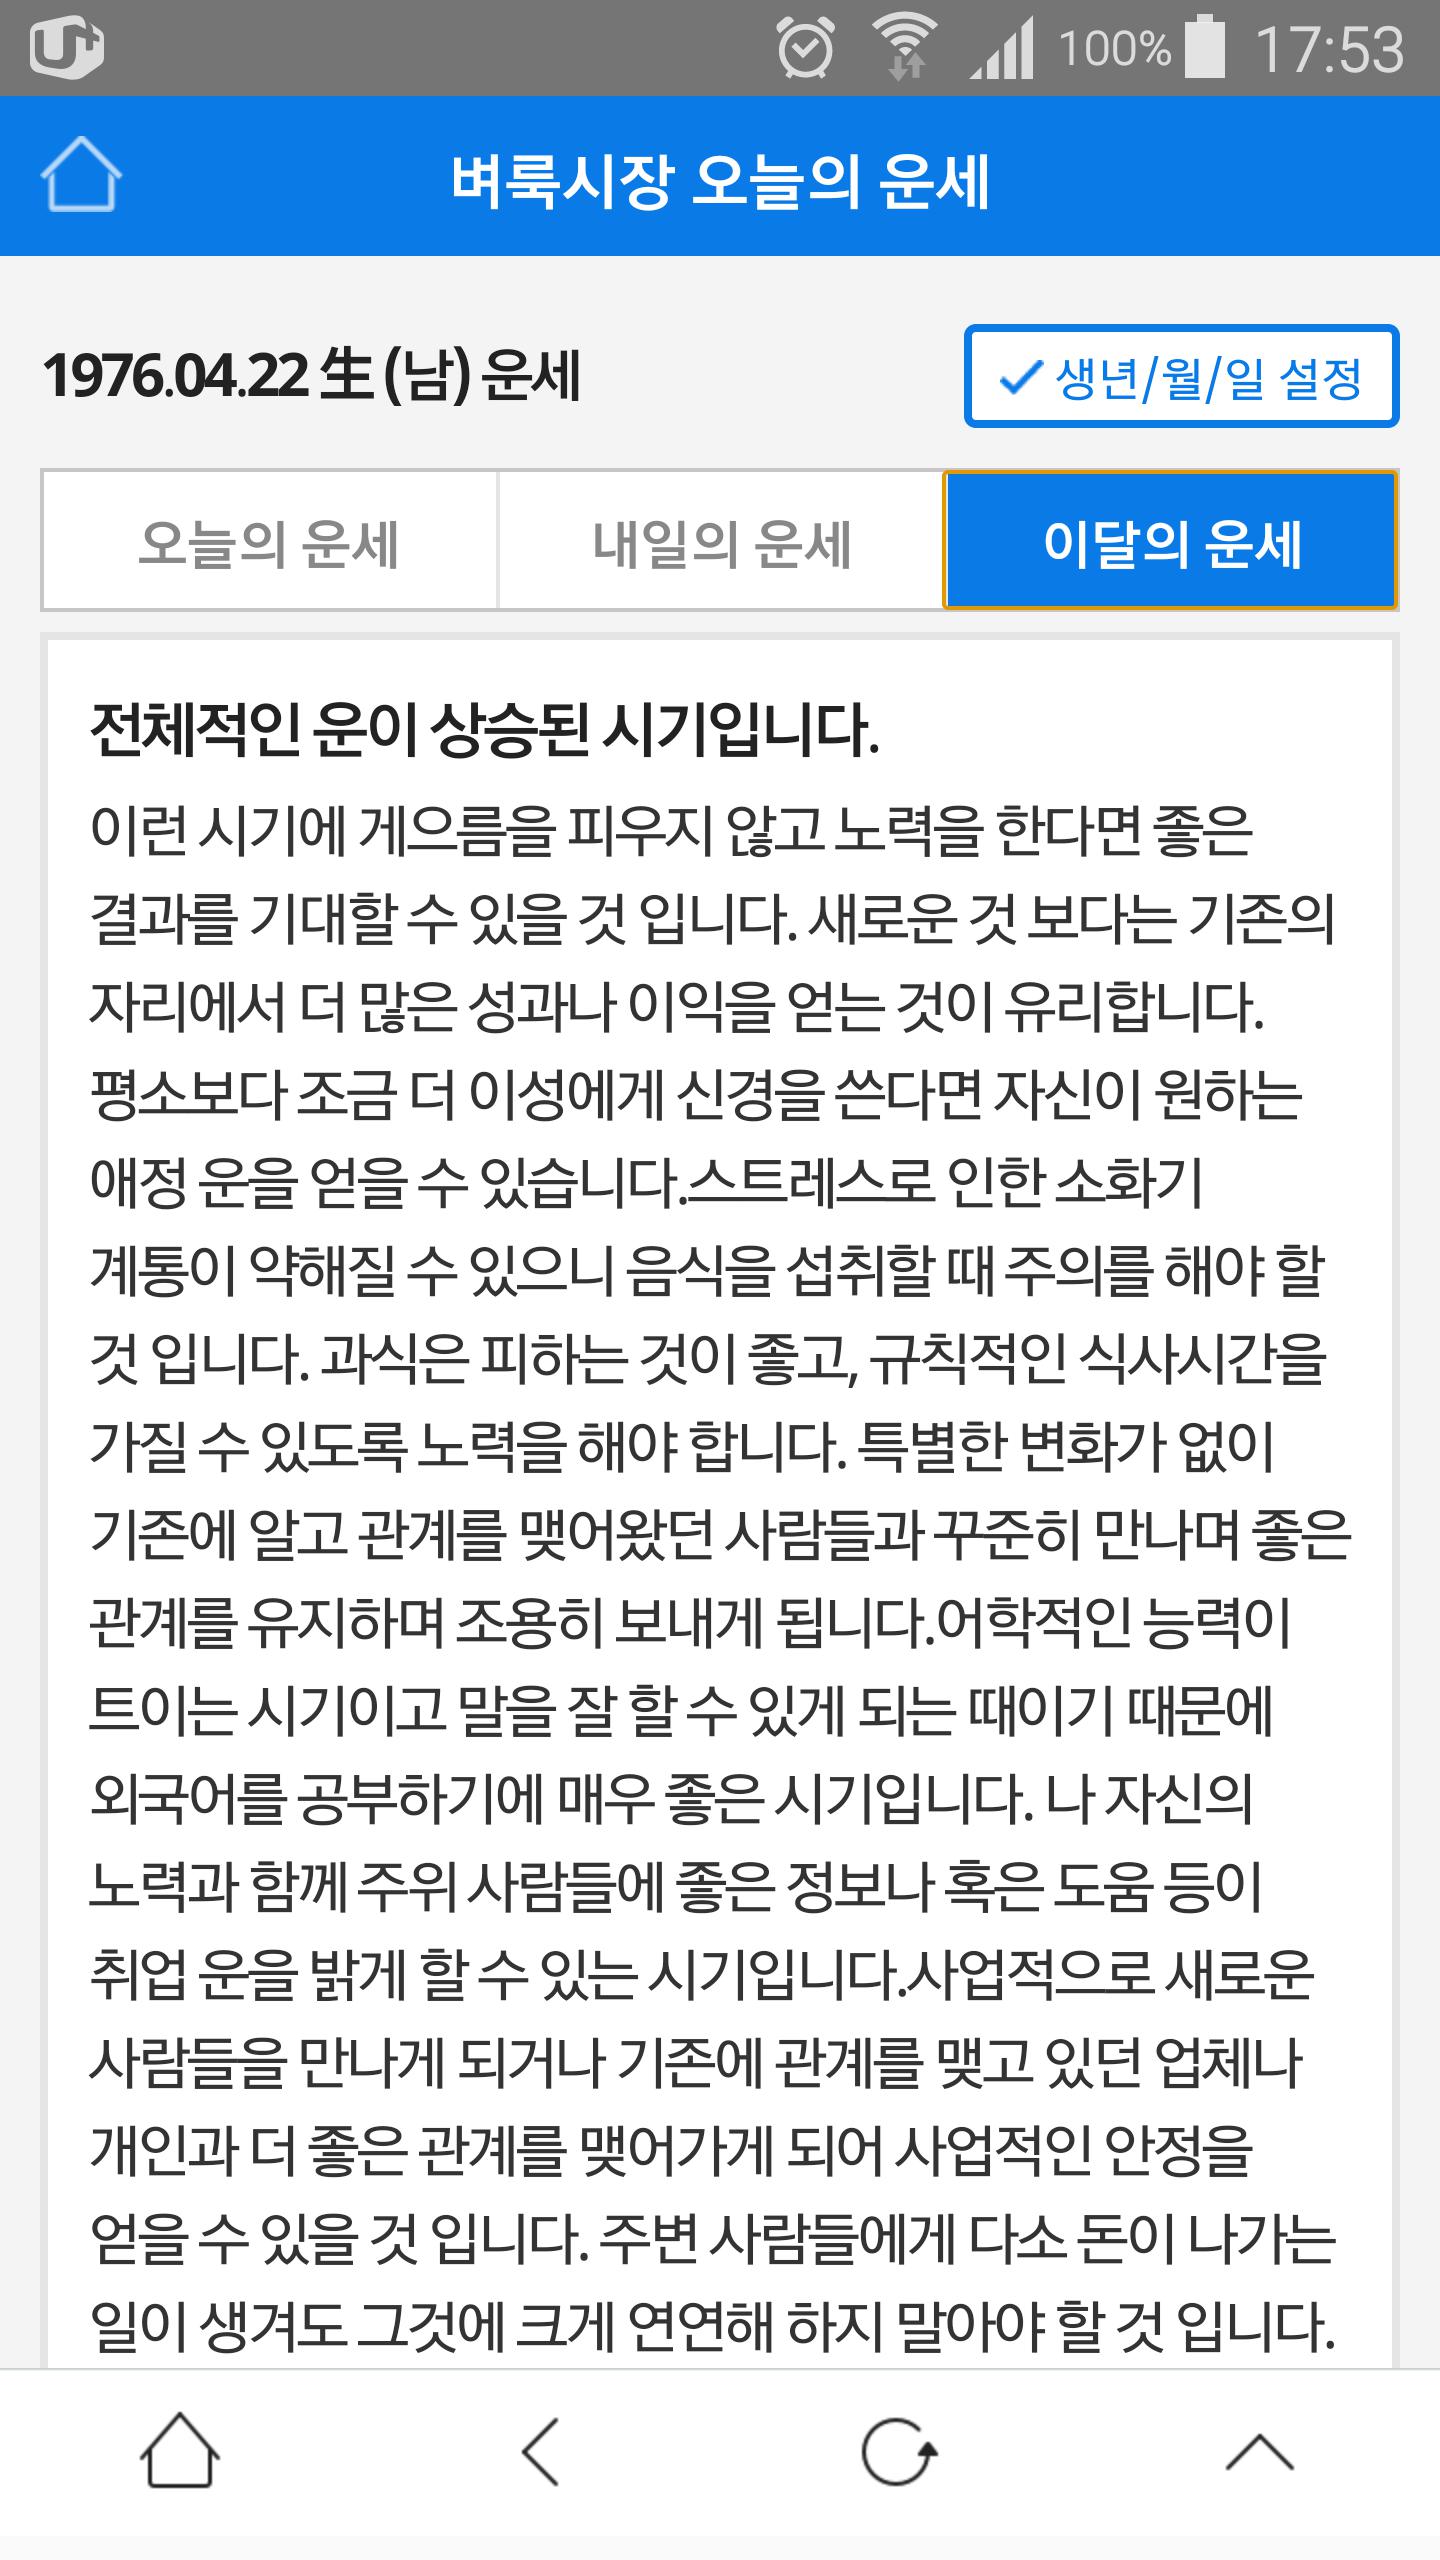 U+ 100% 17:53
벼룩시장 오늘의 운세
1976.04.22 生 (남) 운세
생년/월/일 설정
오늘의 운세 내일의 운세 이달의 운세
전체적인 운이 상승된 시기입니다.
이런 시기에 게으름을 피우지 않고 노력을 한다면 좋은
결과를 기대할 수 있을 것 입니다. 새로운 것 보다는 기존의
자리에서 더 많은 성과나 이익을 얻는 것이 유리합니다.
평소보다 조금 더 이성에게 신경을 쓴다면 자신이 원하는
애정 운을 얻을 수 있습니다.스트레스로 인한 소화기
계통이 약해질 수 있으니 음식을 섭취할 때 주의를 해야 할
것 입니다. 과식은 피하는 것이 좋고, 규칙적인 식사시간을
가질 수 있도록 노력을 해야 합니다. 특별한 변화가 없이
기존에 알고 관계를 맺어왔던 사람들과 꾸준히 만나며 좋은
관계를 유지하며 조용히 보내게 됩니다.어학적인 능력이
트이는 시기이고 말을 잘 할 수 있게 되는 때이기 때문에
외국어를 공부하기에 매우 좋은 시기입니다. 나 자신의
노력과 함께 주위 사람들에 좋은 정보나 혹은 도움 등이
취업 운을 밝게 할 수 있는 시기입니다.사업적으로 새로운
사람들을 만나게 되거나 기존에 관계를 맺고 있던 업체나
개인과 더 좋은 관계를 맺어가게 되어 사업적인 안정을
얻을 수 있을 것 입니다. 주변 사람들에게 다소 돈이 나가는
일이 생겨도 그것에 크게 연연해 하지 말아야 할 것 입니다.